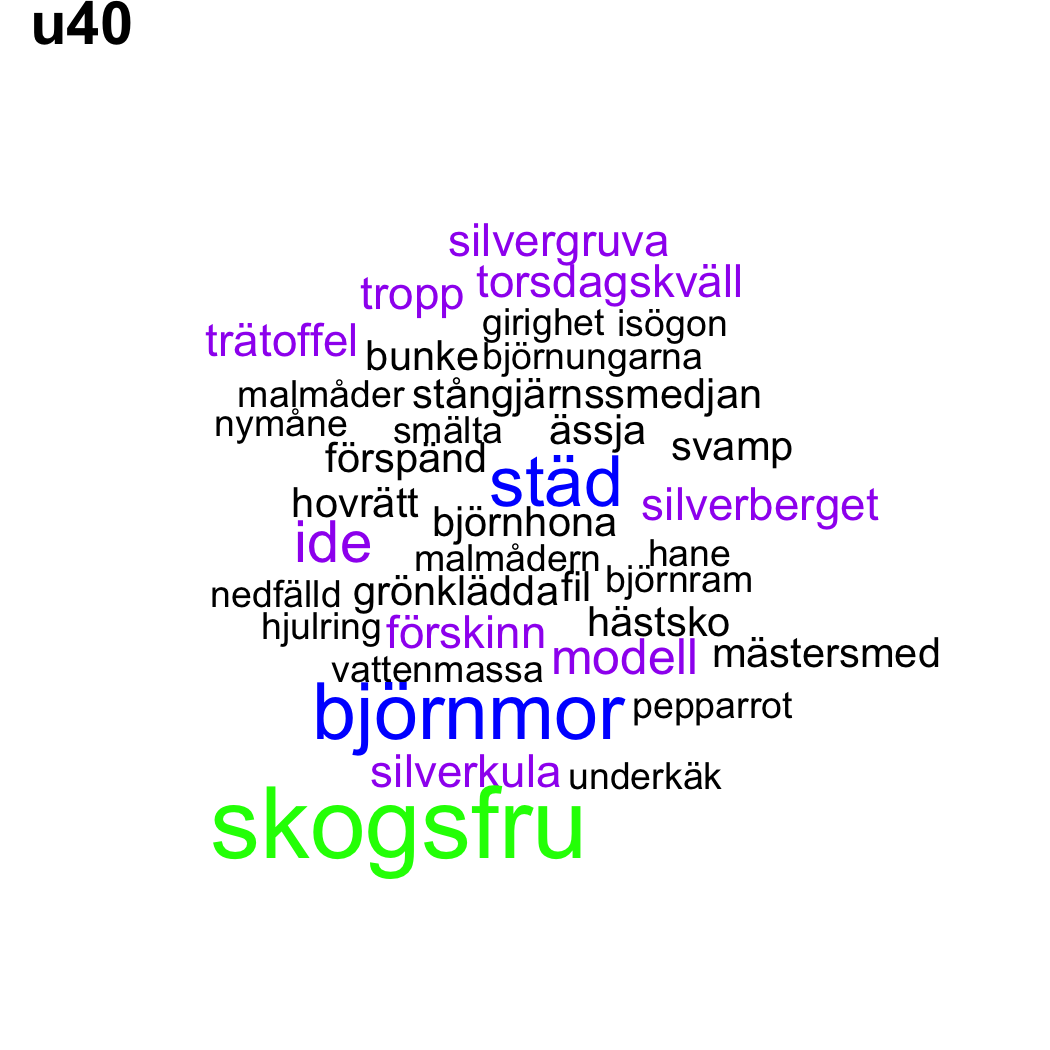 u40
silvergruva
tropp torsdagskväll
trätoffel girighet isögon
bunke björnungarna
malmåder stångjärnssmedjan
nymåne smälta ässja svamp
förspänd städ
hovrätt björnhona silverberget
ide malmådern hane
nedfälld grönklädda fil björnram
hjulring förskinn hästsko
vattenmassa modell mästersmed
björnmor pepparrot
silverkula underkäk
skogsfru